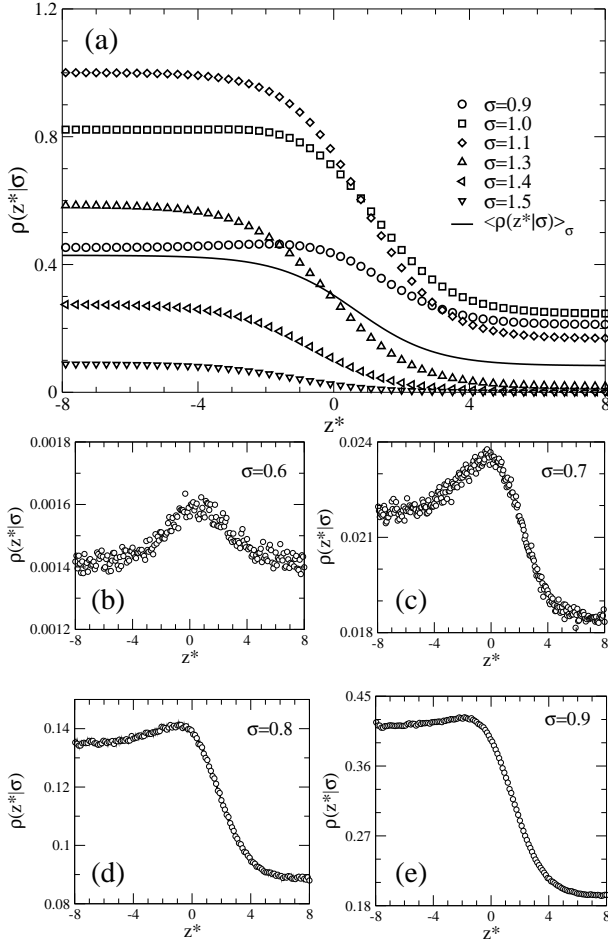 1.2
(a)
σ=0.9
σ=1.0
σ=1.1
σ=1.3
σ=1.4
σ=1.5
<ρ(z*|σ)>σ
0.8
0.4
0
ρ(z*|σ)
-8 -4 0 4 8
z*
0.0018
0.0016
0.0014
0.0012
σ=0.6
(b)
ρ(z*|σ)
-8 -4 0 4 8
z*
0.024
0.022
0.02
0.018
σ=0.7
(c)
ρ(z*|σ)
-8 -4 0 4 8
z*
0.14
0.12
0.1
0.08
σ=0.8
(d)
ρ(z*|σ)
-8 -4 0 4 8
z*
0.45
0.36
0.27
0.18
σ=0.9
(e)
ρ(z*|σ)
-8 -4 0 4 8
z*